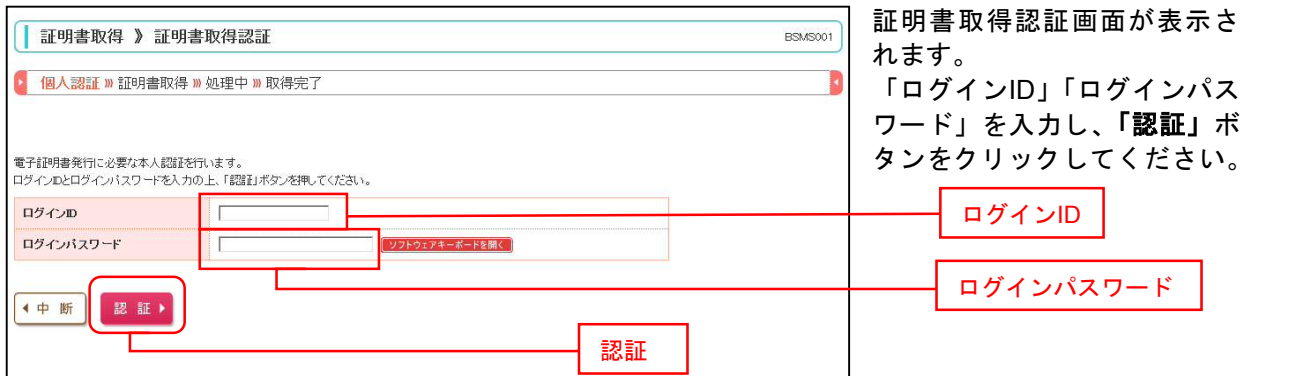 証明書取得 》 証明書取得認証
BSMS001
個人認証 »» 証明書取得 »» 処理中 »» 取得完了
電子証明書発行に必要な本人認証を行います。
ログインIDとログインパスワードを入力の上、「認証」ボタンを押してください。
ログインID
ログインパスワード
ソフトウェアキーボードを開く
中 断
認 証
証明書取得認証画面が表示さ
れます。
「ログインID」「ログインパス
ワード」を入力し、「認証」ボ
タンをクリックしてください。
ログインID
ログインパスワード
認証